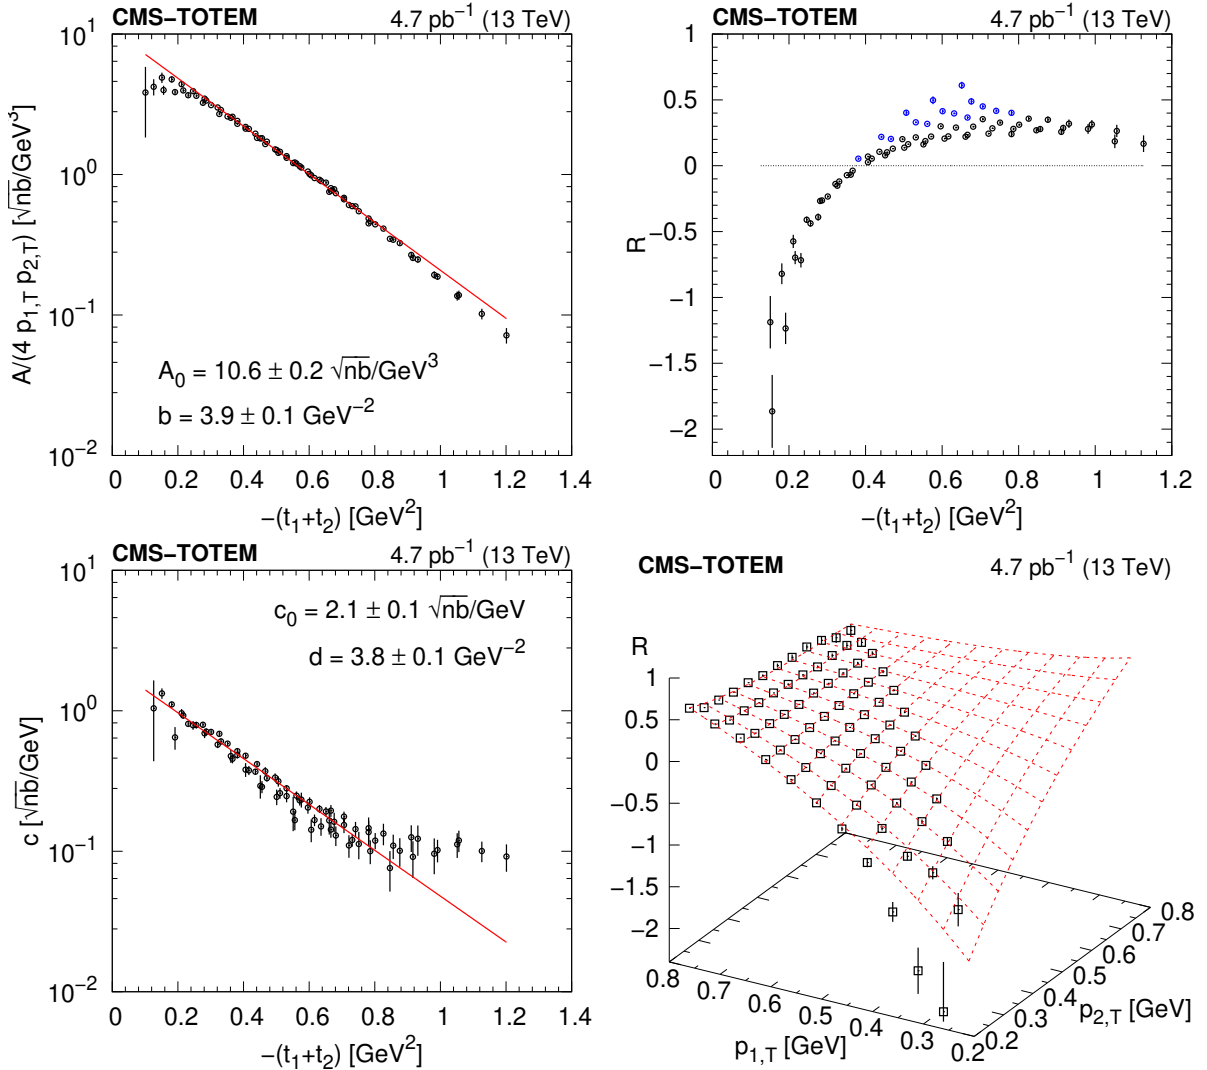 CMS−TOTEM 4.7 pb−1 (13 TeV)
A/(4 p1,T p2,T) [√nb/GeV3]
101
100
10−1
10−2
A0 = 10.6 ± 0.2 √nb/GeV3
b = 3.9 ± 0.1 GeV−2
0 0.2 0.4 0.6 0.8 1 1.2 1.4
−(t1+t2) [GeV2]
CMS−TOTEM 4.7 pb−1 (13 TeV)
R
1
0.5
0
−0.5
−1
−1.5
−2
0 0.2 0.4 0.6 0.8 1 1.2
−(t1+t2) [GeV2]
CMS−TOTEM 4.7 pb−1 (13 TeV)
c [√nb/GeV]
101
100
10−1
10−2
c0 = 2.1 ± 0.1 √nb/GeV
d = 3.8 ± 0.1 GeV−2
0 0.2 0.4 0.6 0.8 1 1.2 1.4
−(t1+t2) [GeV2]
CMS−TOTEM 4.7 pb−1 (13 TeV)
R
1
0.5
0
−0.5
−1
−1.5
−2
0.8 0.7 0.6 0.5 0.4 0.3 0.2
p1,T [GeV]
0.2 0.3 0.4 0.5 0.6 0.7 0.8
p2,T [GeV]